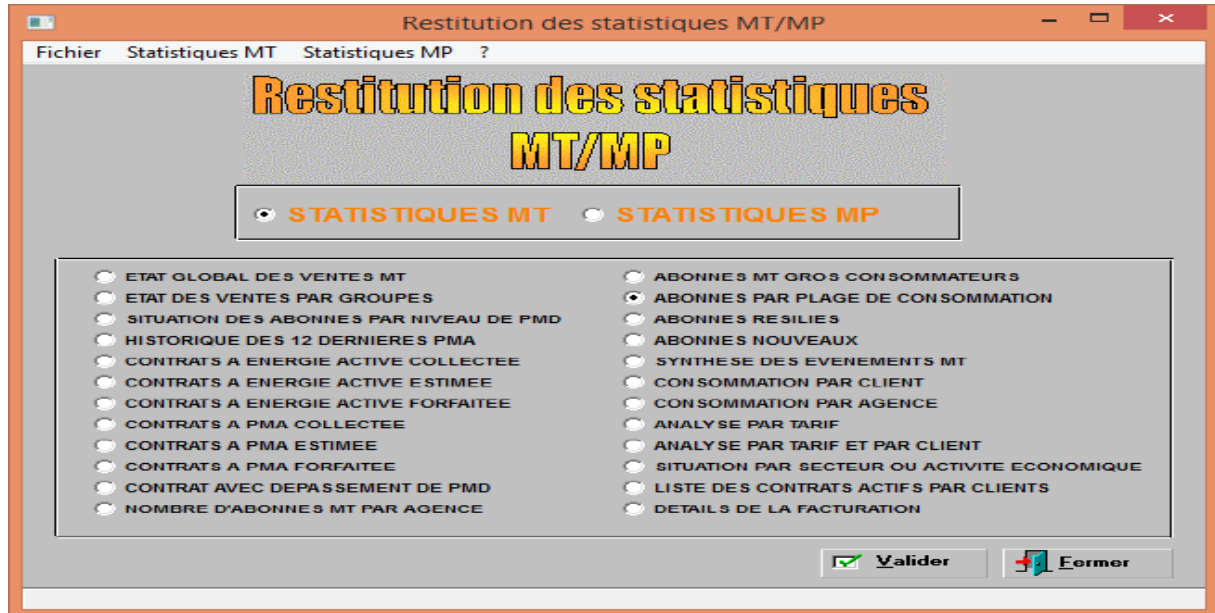 Restitution des statistiques MT/MP
Fichier Statistiques MT Statistiques MP ?
Restitution des statistiques
MT/MP
STATISTIQUES MT STATISTIQUES MP
ETAT GLOBAL DES VENTES MT
ETAT DES VENTES PAR GROUPES
SITUATION DES ABONNES PAR NIVEAU DE PMD
HISTORIQUE DES 12 DERNIERES PMA
CONTRATS A ENERGIE ACTIVE COLLECTEE
CONTRATS A ENERGIE ACTIVE ESTIMEE
CONTRATS A ENERGIE ACTIVE FORFAITEE
CONTRATS A PMA COLLECTEE
CONTRATS A PMA ESTIMEE
CONTRATS A PMA FORFAITEE
CONTRAT AVEC DEPASSEMENT DE PMD
NOMBRE D'ABONNES MT PAR AGENCE
ABONNES MT GROS CONSOMMATEURS
ABONNES PAR PLAGE DE CONSOMMATION
ABONNES RESILIES
ABONNES NOUVEAUX
SYNTHESE DES EVENEMENTS MT
CONSOMMATION PAR CLIENT
CONSOMMATION PAR AGENCE
ANALYSE PAR TARIF
ANALYSE PAR TARIF ET PAR CLIENT
SITUATION PAR SECTEUR OU ACTIVITE ECONOMIQUE
LISTE DES CONTRATS ACTIFS PAR CLIENTS
DETAILS DE LA FACTURATION
Valider Fermer